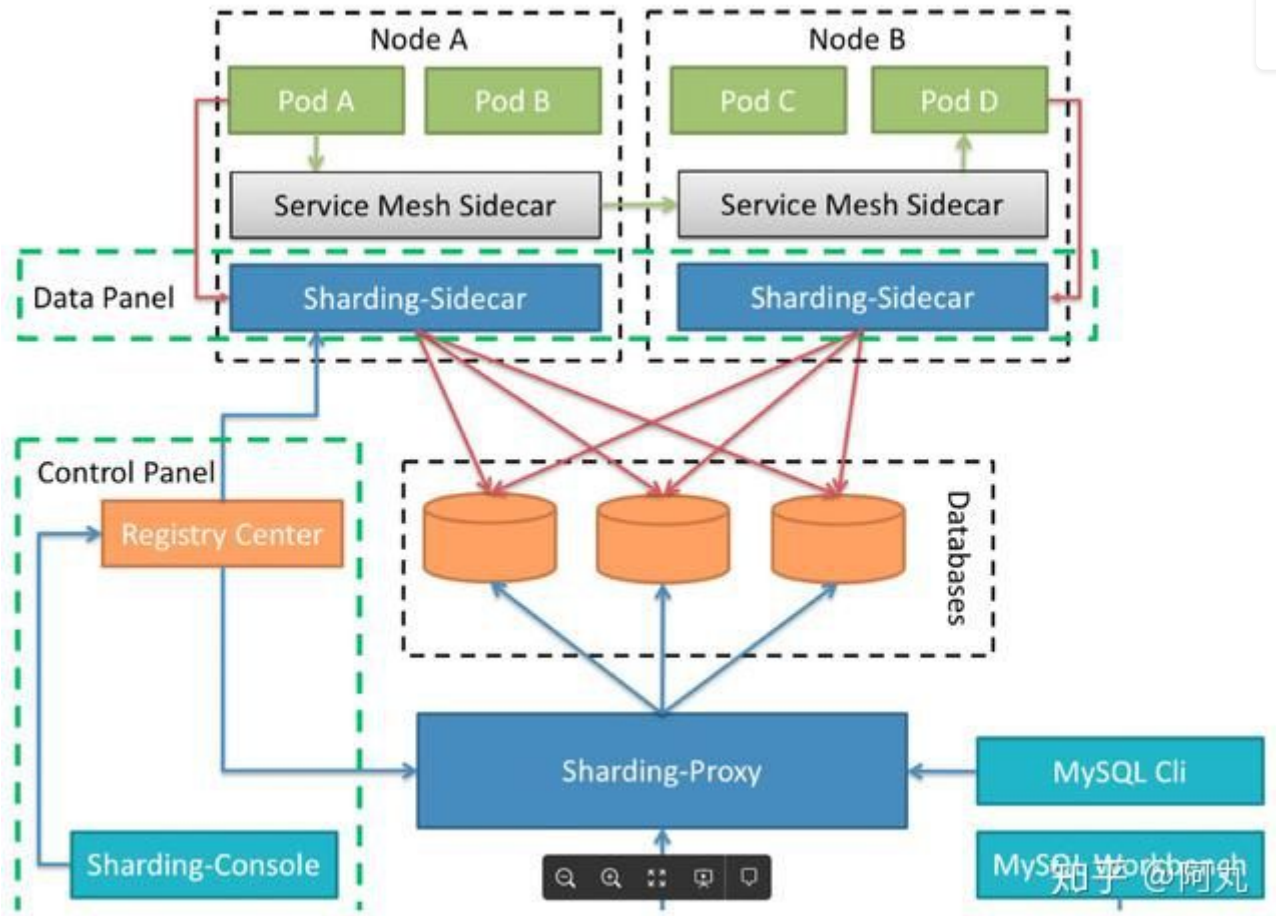 Node A
Node B
Pod A
Pod B
Pod C
Pod D
Service Mesh Sidecar
Service Mesh Sidecar
Data Panel
Sharding-Sidecar
Sharding-Sidecar
Control Panel
Registry Center
Databases
Sharding-Proxy
MySQL Cli
Sharding-Console
MySQL Workbench
知乎 @阿丸